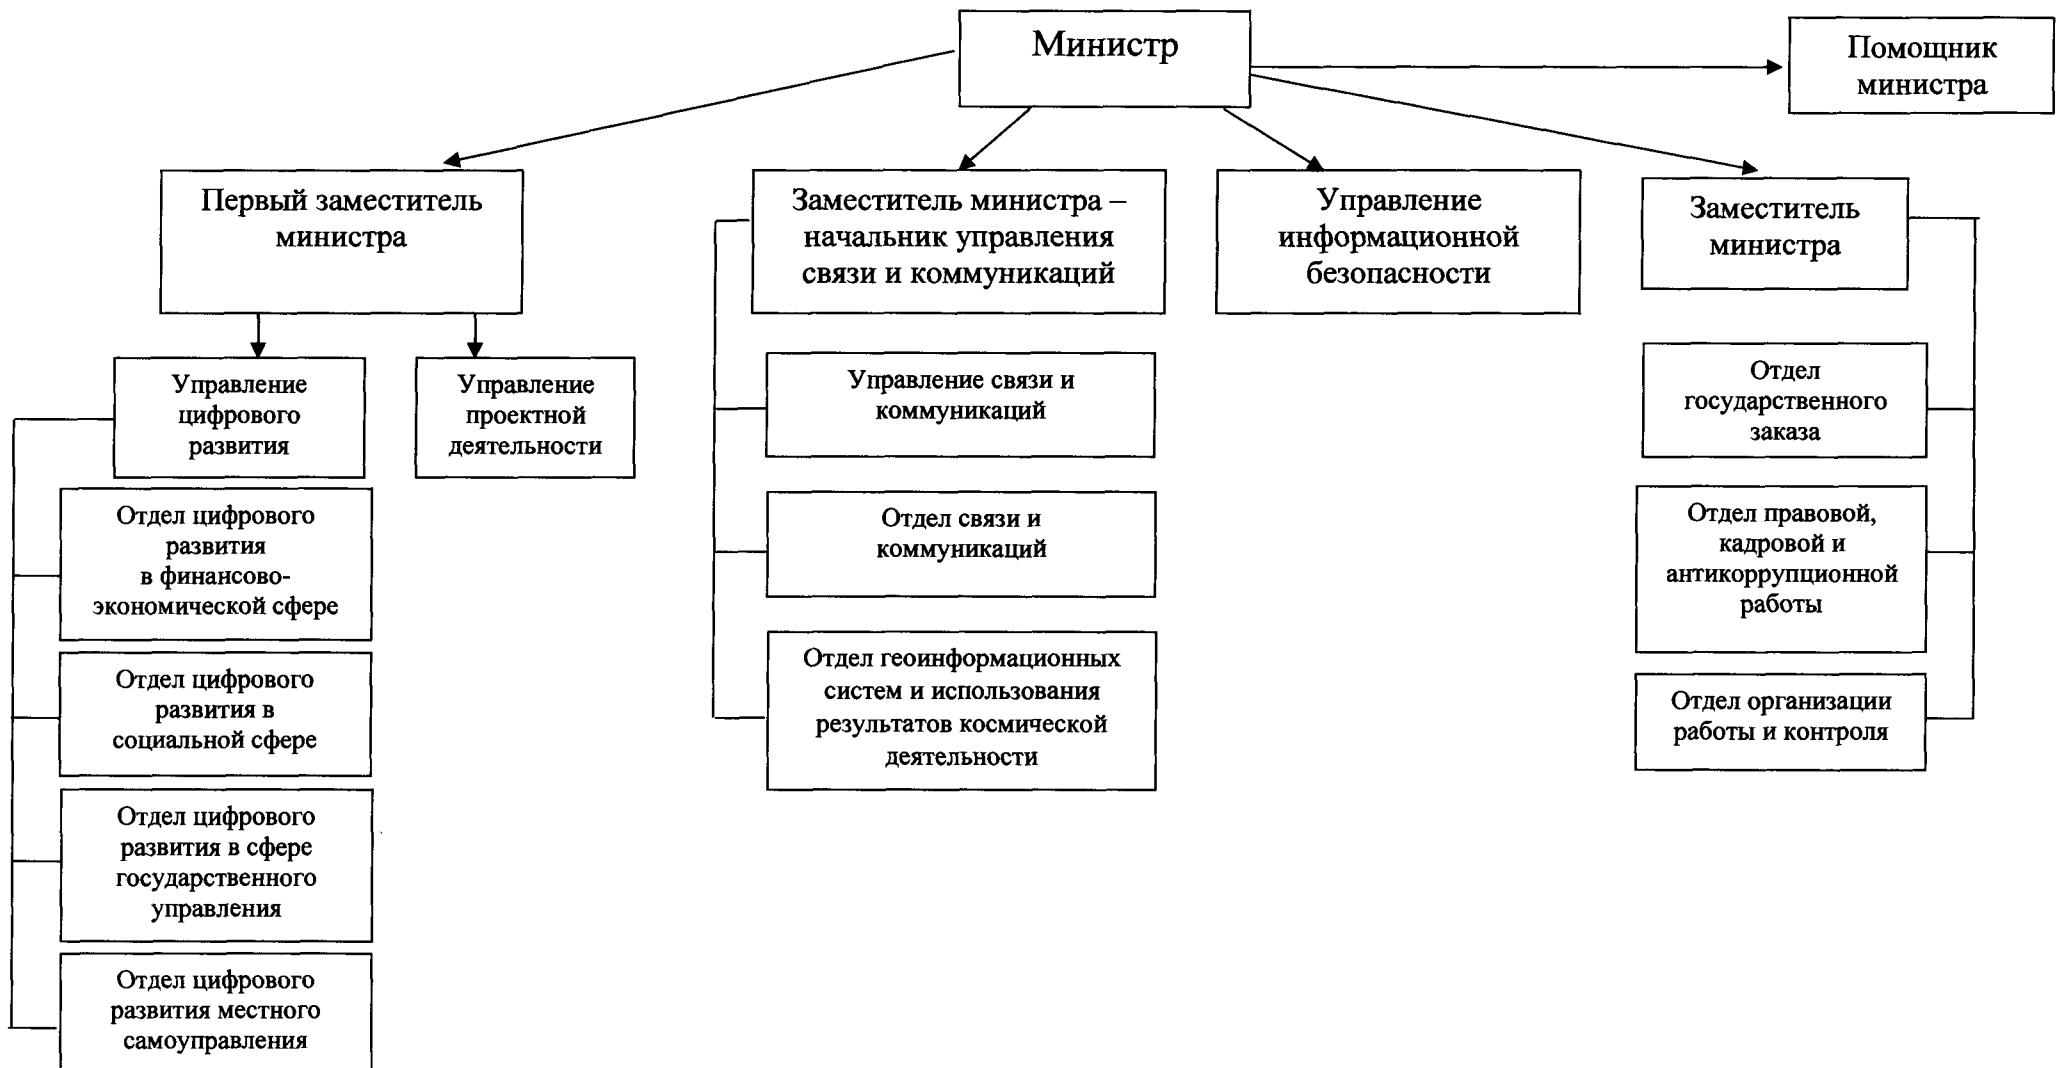 Министр
Помощник
министра
Первый заместитель
министра
Заместитель министра –
начальник управления
связи и коммуникаций
Управление
информационной
безопасности
Заместитель
министра
Управление
цифрового
развития
Управление
проектной
деятельности
Управление связи и
коммуникаций
Отдел
государственного
заказа
Отдел цифрового
развития
в финансово-
экономической сфере
Отдел связи и
коммуникаций
Отдел правовой,
кадровой и
антикоррупционной
работы
Отдел цифрового
развития в
социальной сфере
Отдел геоинформационных
систем и использования
результатов космической
деятельности
Отдел организации
работы и контроля
Отдел цифрового
развития в сфере
государственного
управления
Отдел цифрового
развития местного
самоуправления